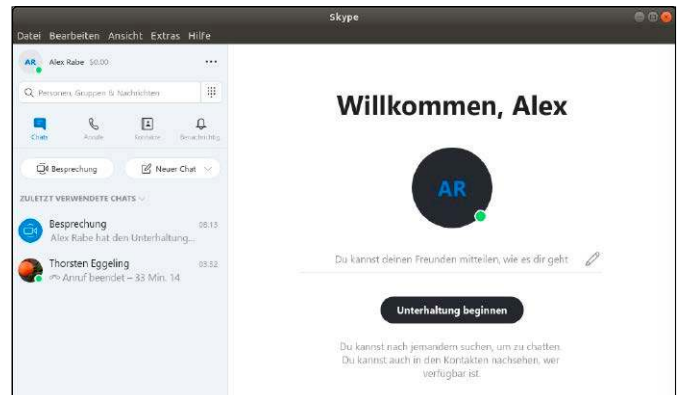 Skype
Datei Bearbeiten Ansicht Extras Hilfe
AR Alex Rabe $0.00
Personen, Gruppen & Nachrichten
Chats Anrufe Kontakte Benachrichtig
Besprechung Neuer Chat
ZULETZT VERWENDETE CHATS
Besprechung 08:13
Alex Rabe hat den Unterhaltung...
Thorsten Eggeling 03:32
Anruf beendet – 33 Min. 14
Willkommen, Alex
AR
Du kannst deinen Freunden mitteilen, wie es dir geht
Unterhaltung beginnen
Du kannst nach jemandem suchen, um zu chatten.
Du kannst auch in den Kontakten nachsehen, wer
verfügbar ist.